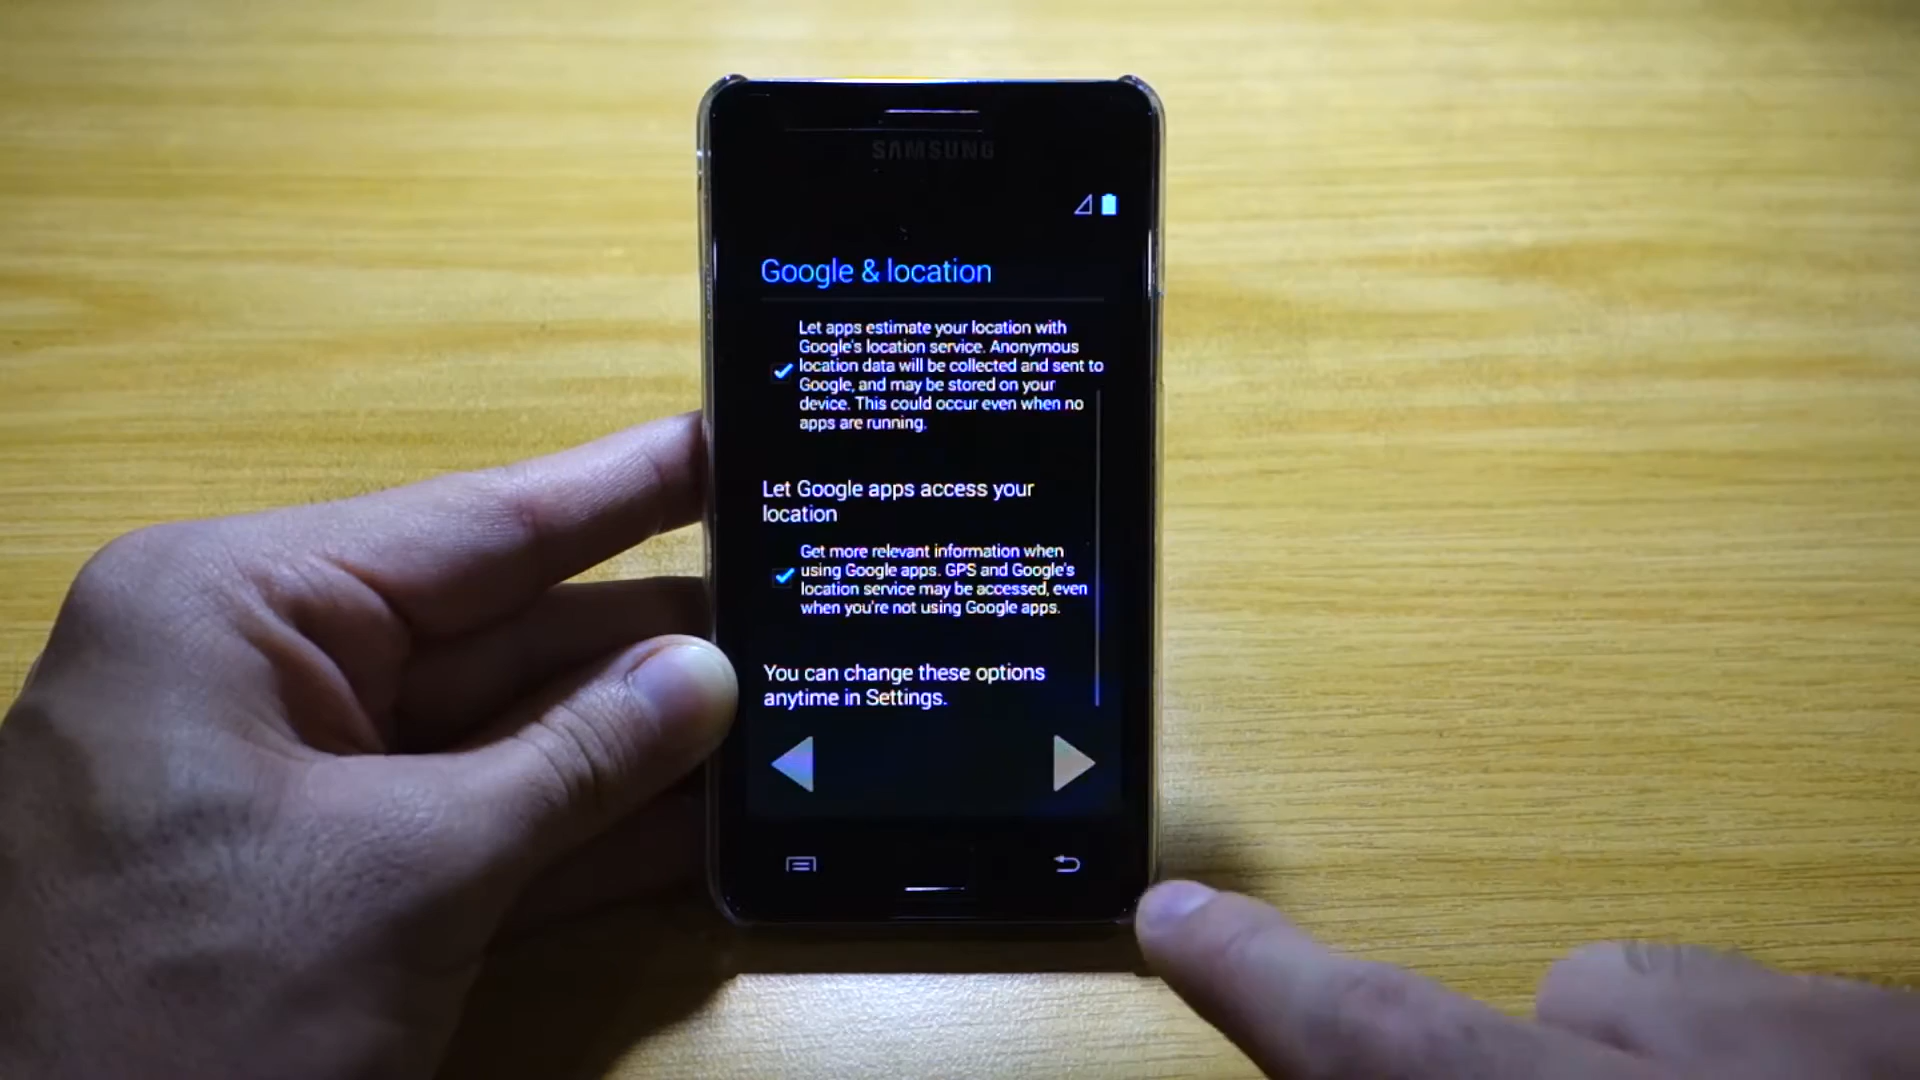 SAMSUNG
Google & location
Let apps estimate your location with
Google's location service. Anonymous
location data will be collected and sent to
Google, and may be stored on your
device. This could occur even when no
apps are running.
Let Google apps access your
location
Get more relevant information when
using Google apps. GPS and Google's
location service may be accessed, even
when you're not using Google apps.
You can change these options
anytime in Settings.